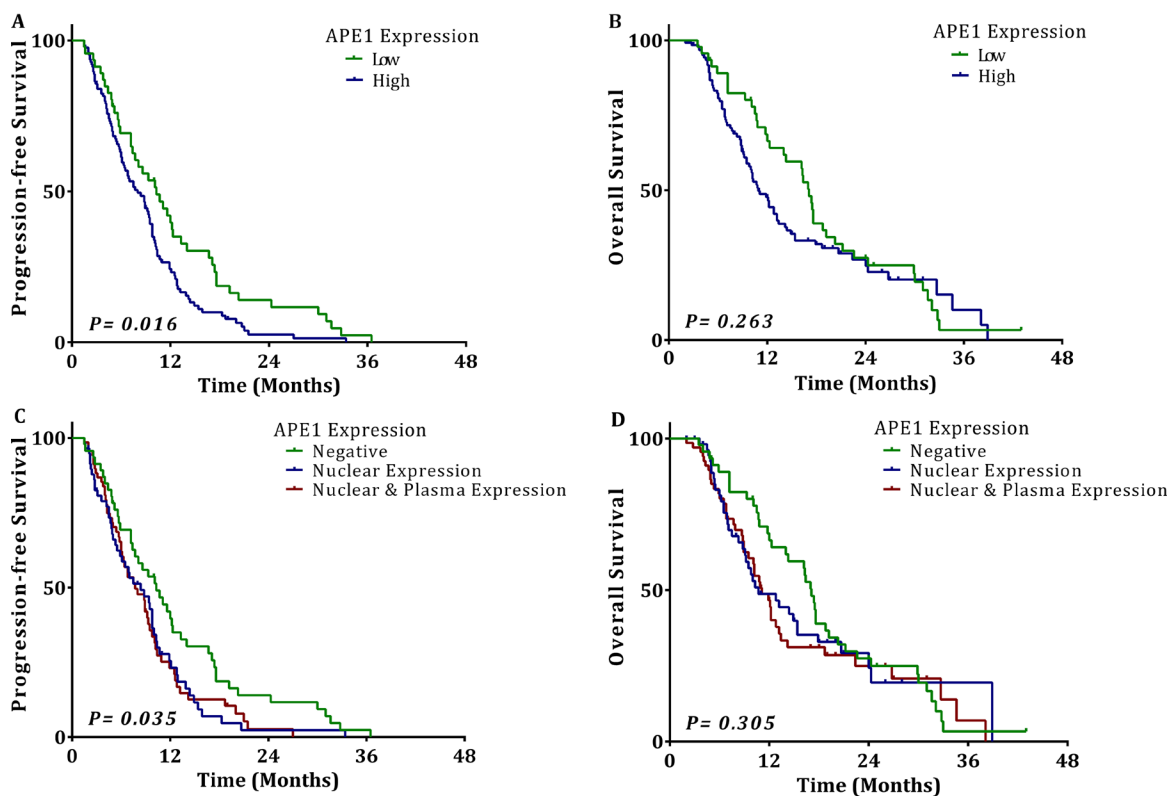 A
Progression-free Survival
100
50
0
APE1 Expression
Low
High
P= 0.016
0 12 24 36 48
Time (Months)
B
Overall Survival
100
50
0
APE1 Expression
Low
High
P= 0.263
0 12 24 36 48
Time (Months)
C
Progression-free Survival
100
50
0
APE1 Expression
Negative
Nuclear Expression
Nuclear & Plasma Expression
P= 0.035
0 12 24 36 48
Time (Months)
D
Overall Survival
100
50
0
APE1 Expression
Negative
Nuclear Expression
Nuclear & Plasma Expression
P= 0.305
0 12 24 36 48
Time (Months)